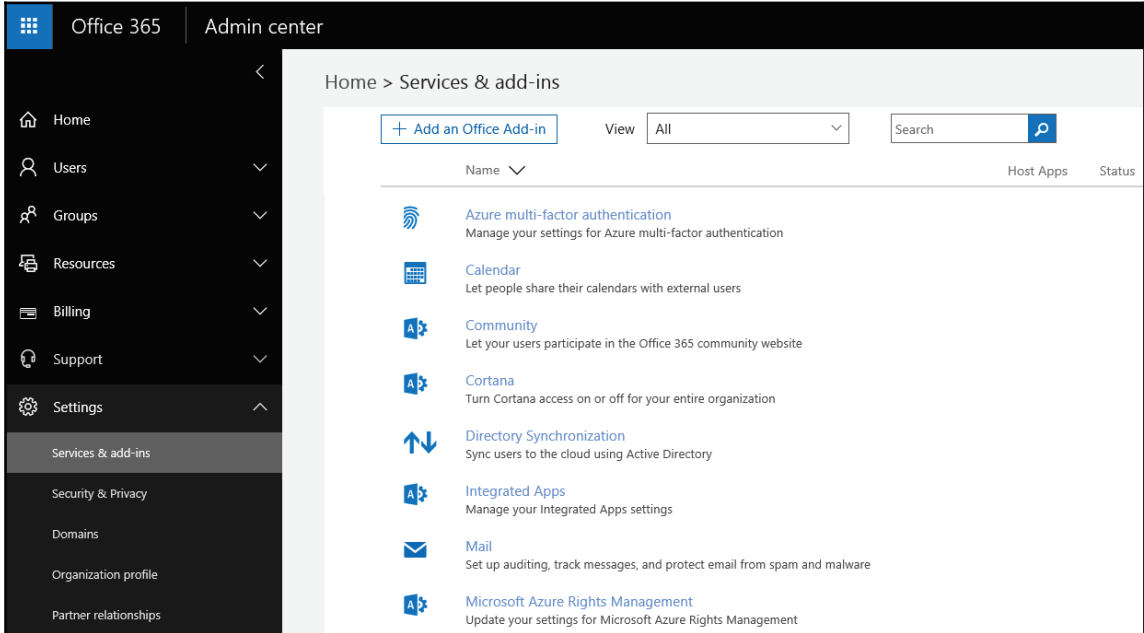 Office 365 Admin center
Home
Users
Groups
Resources
Billing
Support
Settings
Services & add-ins
Security & Privacy
Domains
Organization profile
Partner relationships
Home > Services & add-ins
+ Add an Office Add-in View All Search
Name Host Apps Status
Azure multi-factor authentication
Manage your settings for Azure multi-factor authentication
Calendar
Let people share their calendars with external users
Community
Let your users participate in the Office 365 community website
Cortana
Turn Cortana access on or off for your entire organization
Directory Synchronization
Sync users to the cloud using Active Directory
Integrated Apps
Manage your Integrated Apps settings
Mail
Set up auditing, track messages, and protect email from spam and malware
Microsoft Azure Rights Management
Update your settings for Microsoft Azure Rights Management